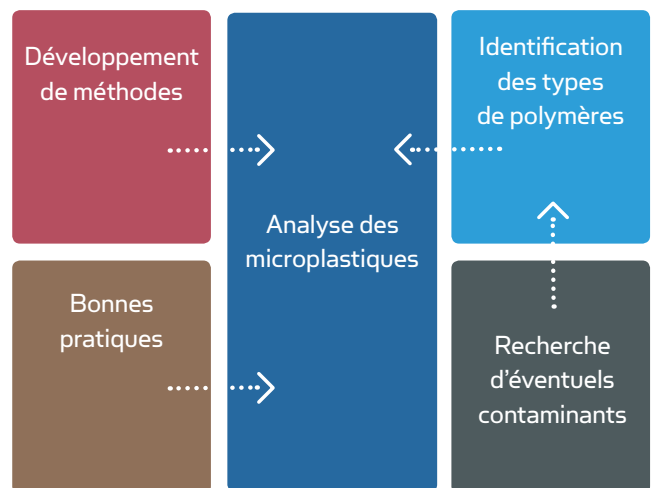 Développement
de méthodes
Bonnes
pratiques
Analyse des
microplastiques
Identification
des types
de polymères
Recherche
d'éventuels
contaminants